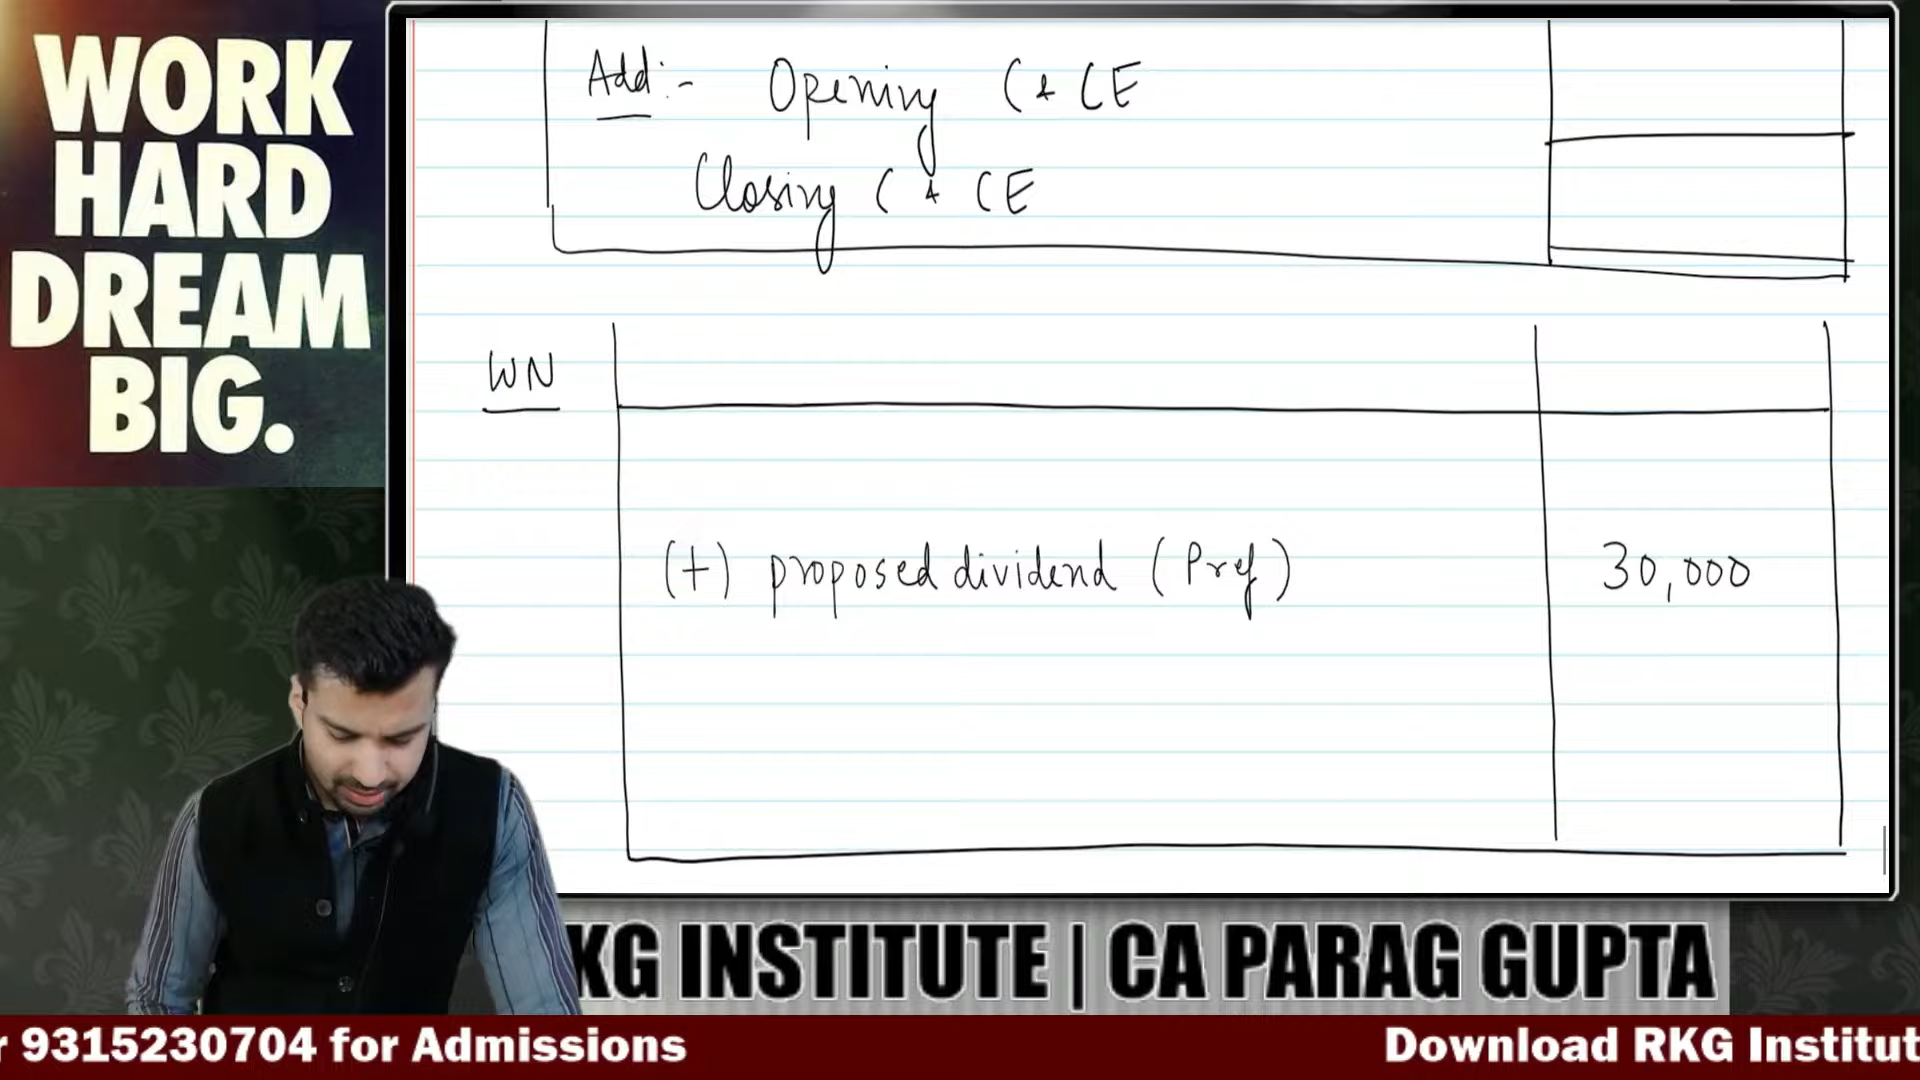 WORK
HARD
DREAM
BIG.
Add:- Opening C & CE
Closing C & CE
WN
(+) proposed dividend (Pref) 30,000
KG INSTITUTE | CA PARAG GUPTA
r 9315230704 for Admissions
Download RKG Institut